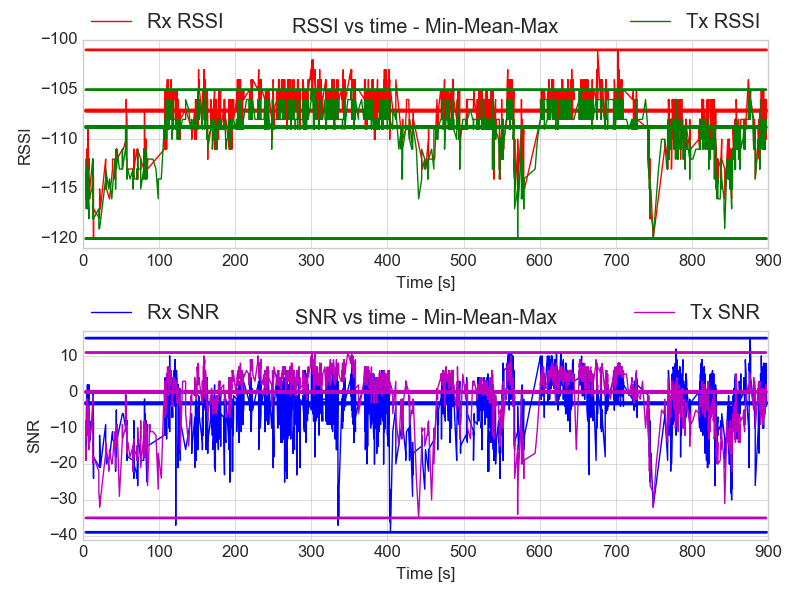 Rx RSSI
RSSI vs time - Min-Mean-Max
Tx RSSI
−100
−105
−110
−115
−120
RSSI
0 100 200 300 400 500 600 700 800 900
Time [s]
Rx SNR
SNR vs time - Min-Mean-Max
Tx SNR
10
0
−10
−20
−30
−40
SNR
0 100 200 300 400 500 600 700 800 900
Time [s]